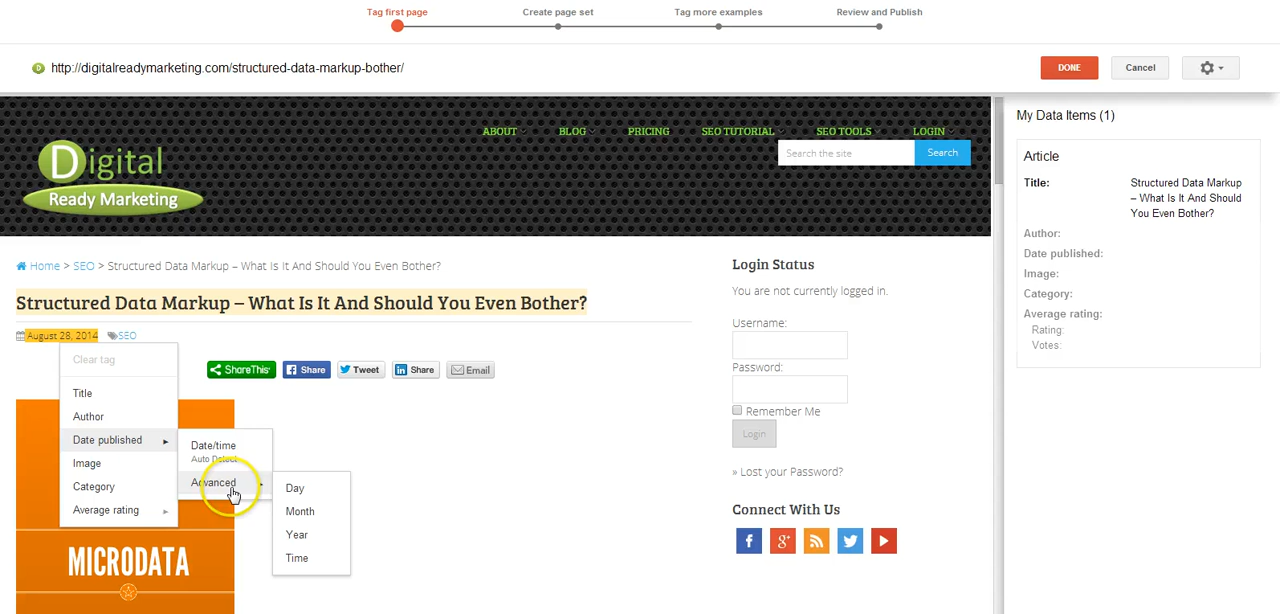 Tag first page
Create page set
Tag more examples
Review and Publish
D
http://digitalreadymarketing.com/structured-data-markup-bother/
DONE
Cancel
ABOUT
BLOG
PRICING
SEO TUTORIAL
SEO TOOLS
LOGIN
Search the site
Search
Digital
Ready Marketing
My Data Items (1)
Article
Title:
Structured Data Markup
– What Is It And Should
You Even Bother?
Author:
Date published:
Image:
Category:
Average rating:
Rating:
Votes:
Home > SEO > Structured Data Markup – What Is It And Should You Even Bother?
Structured Data Markup – What Is It And Should You Even Bother?
August 28, 2014
SEO
ShareThis
Share
Tweet
Share
Email
Clear tag
Title
Author
Date published
Image
Category
Average rating
Date/time
Auto Detect
Advanced
Day
Month
Year
Time
MICRODATA
Login Status
You are not currently logged in.
Username:
Password:
Remember Me
Login
» Lost your Password?
Connect With Us